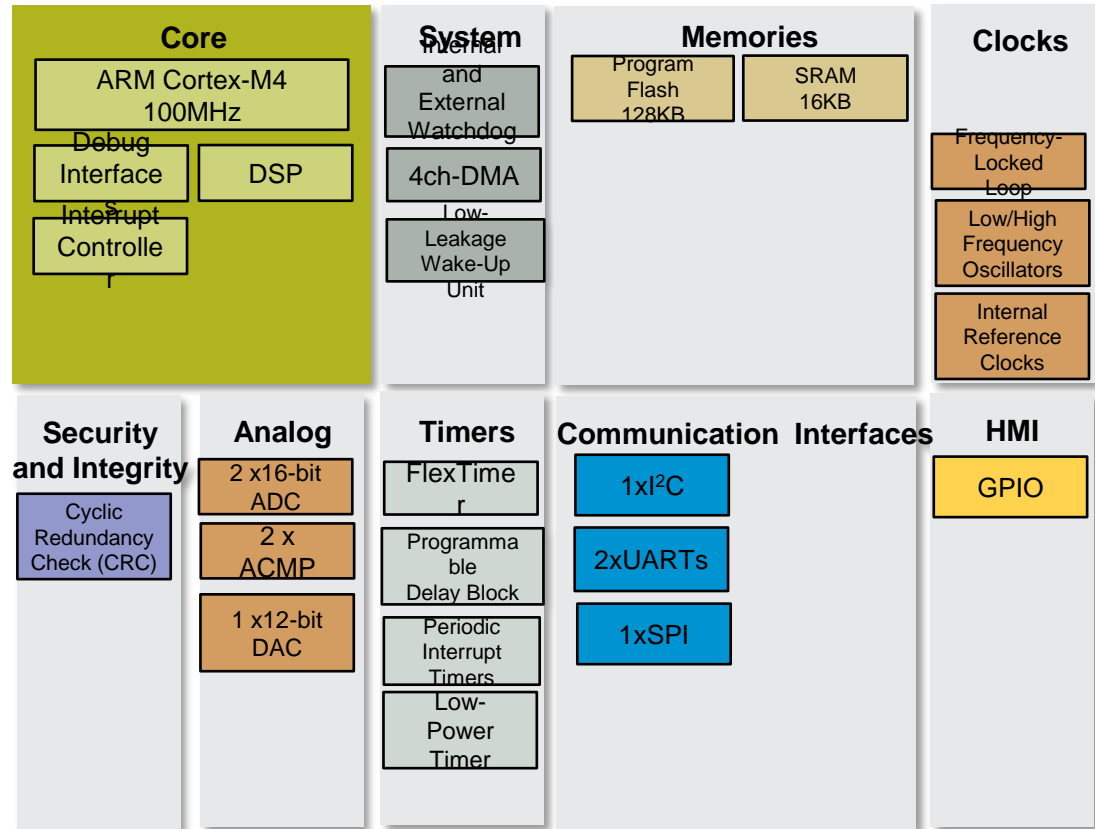 Core
ARM Cortex-M4
100MHz
Debug
Interface
s
DSP
Interrupt
Controlle
r
System
Internal
and
External
Watchdog
4ch-DMA
Low-
Leakage
Wake-Up
Unit
Memories
Program
Flash
128KB
SRAM
16KB
Clocks
Frequency-
Locked
Loop
Low/High
Frequency
Oscillators
Internal
Reference
Clocks
Security
and Integrity
Cyclic
Redundancy
Check (CRC)
Analog
2 x16-bit
ADC
2 x
ACMP
1 x12-bit
DAC
Timers
FlexTime
r
Programma
ble
Delay Block
Periodic
Interrupt
Timers
Low-
Power
Timer
Communication Interfaces
1xI²C
2xUARTs
1xSPI
HMI
GPIO